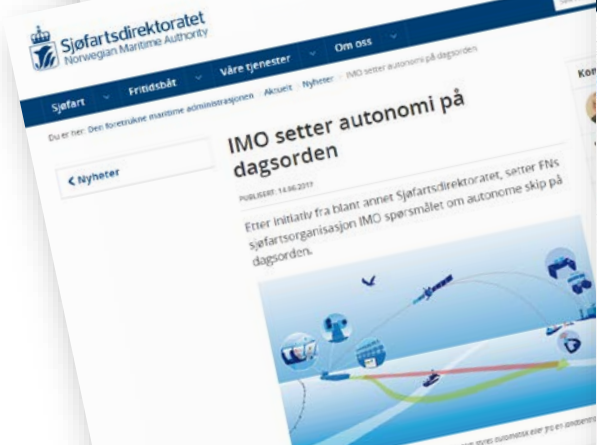 Sjøfartsdirektoratet
Norwegian Maritime Authority
Sjøfart Fritidsbåt Våre tjenester Om oss
Du er her: Den foretrukne maritime administrasjonen Aktuelt Nyheter IMO setter autonomi på dagsorden
Nyheter
IMO setter autonomi på
dagsorden
PUBLISERT: 14.06.2017
Etter initiativ fra blant annet Sjøfartsdirektoratet, setter FNs
sjøfartsorganisasjon IMO spørsmålet om autonome skip på
dagsorden.